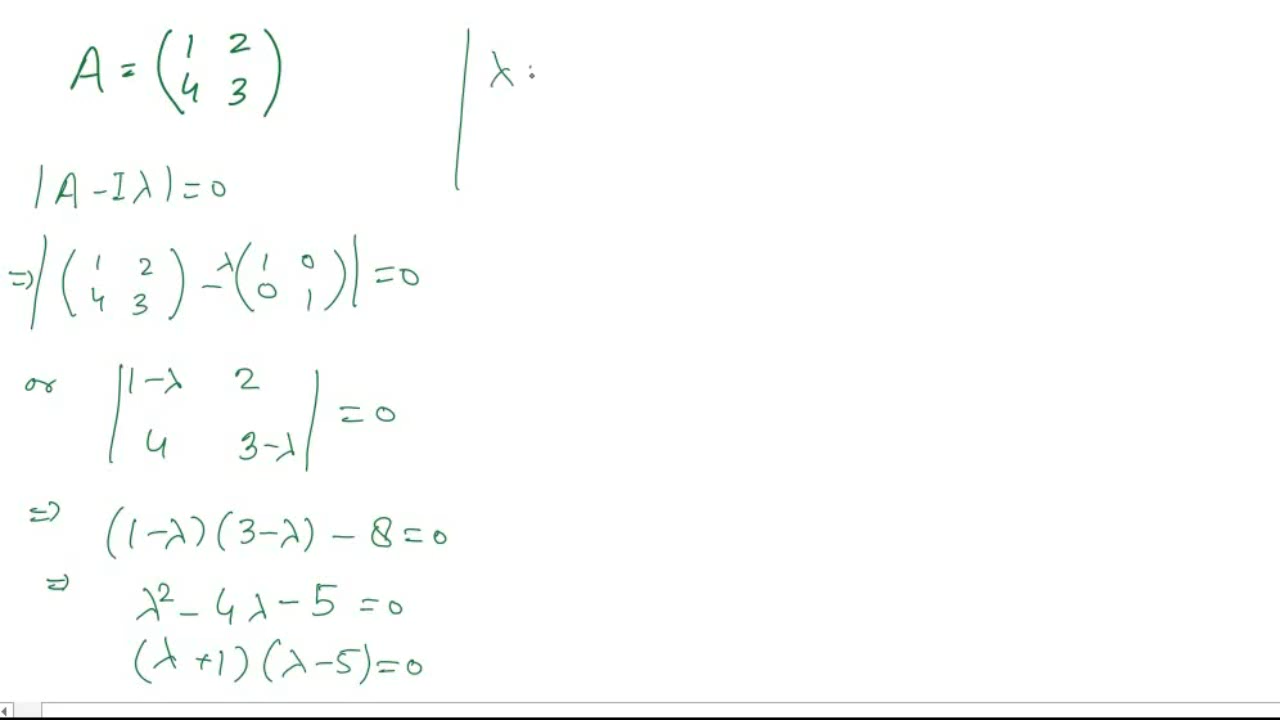 A = ( 1 2
4 3 )
|A - Iλ| = 0
=> | ( 1 2
4 3 ) - λ ( 1 0
0 1 ) | = 0
or | 1-λ 2
4 3-λ | = 0
=> (1-λ)(3-λ) - 8 = 0
=> λ² - 4λ - 5 = 0
(λ+1)(λ-5) = 0
λ :